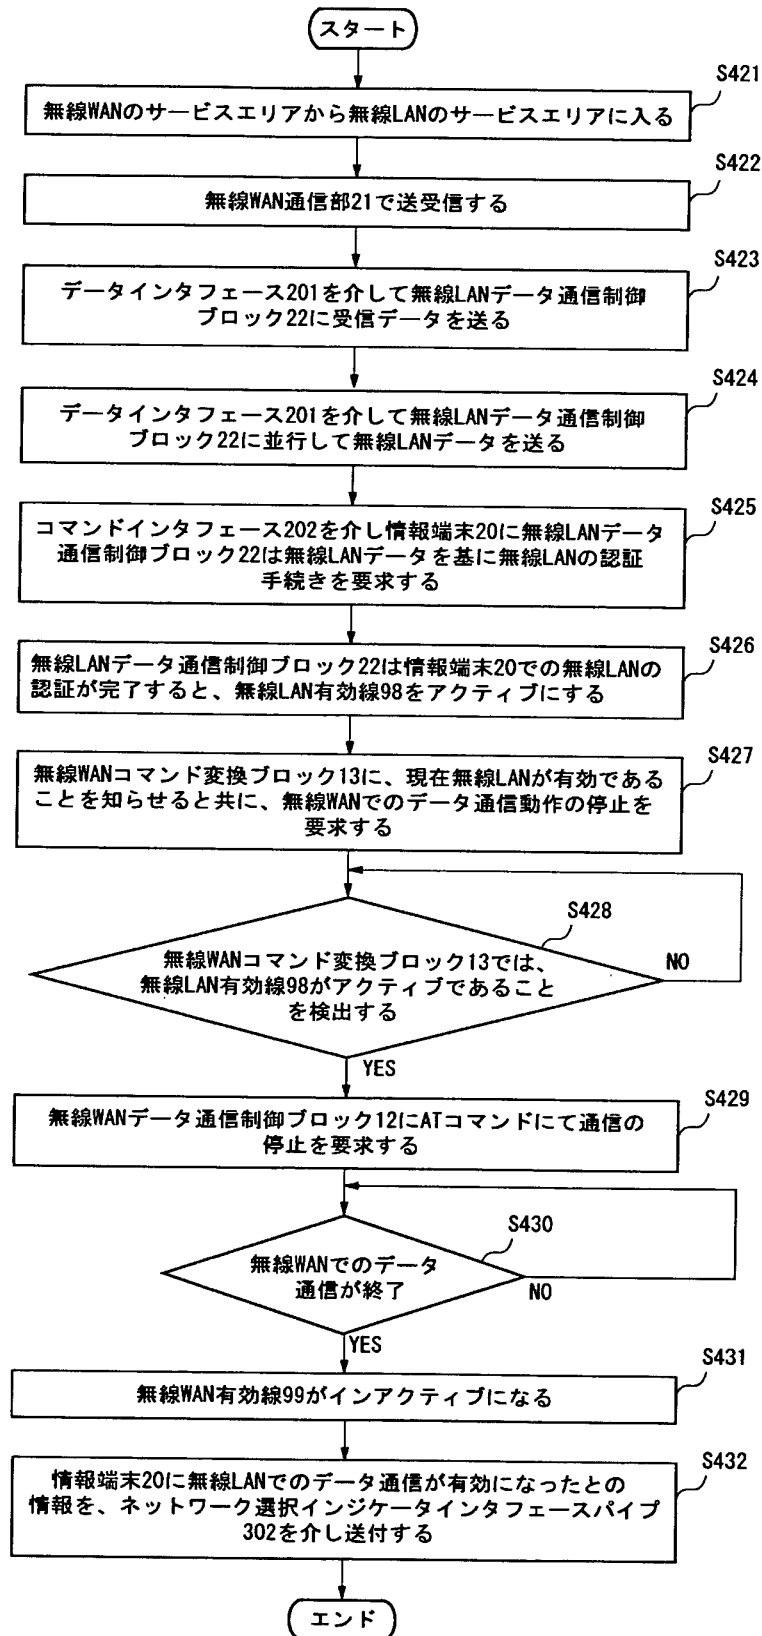 スタート
S421
無線WANのサービスエリアから無線LANのサービスエリアに入る
S422
無線WAN通信部21で送受信する
S423
データインタフェース201を介して無線LANデータ通信制御
ブロック22に受信データを送る
S424
データインタフェース201を介して無線LANデータ通信制御
ブロック22に並行して無線LANデータを送る
S425
コマンドインタフェース202を介し情報端末20に無線LANデータ
通信制御ブロック22は無線LANデータを基に無線LANの認証
手続きを要求する
S426
無線LANデータ通信制御ブロック22は情報端末20での無線LANの
認証が完了すると、無線LAN有効線98をアクティブにする
S427
無線WANコマンド変換ブロック13に、現在無線LANが有効である
ことを知らせると共に、無線WANでのデータ通信動作の停止を
要求する
S428
無線WANコマンド変換ブロック13では、
無線LAN有効線98がアクティブであること
を検出する
NO
YES
S429
無線WANデータ通信制御ブロック12にATコマンドにて通信の
停止を要求する
S430
無線WANでのデータ
通信が終了
NO
YES
S431
無線WAN有効線99がインアクティブになる
S432
情報端末20に無線LANでのデータ通信が有効になったとの
情報を、ネットワーク選択インジケータインタフェースパイプ
302を介し送付する
エンド